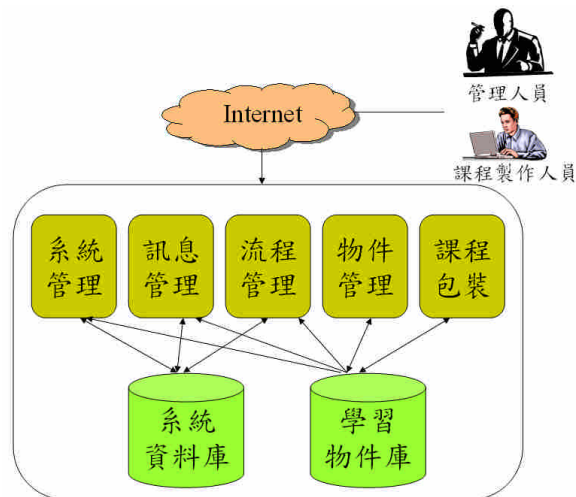 管理人員
Internet
課程製作人員
系統
管理
訊息
管理
流程
管理
物件
管理
課程
包裝
系統
資料庫
學習
物件庫